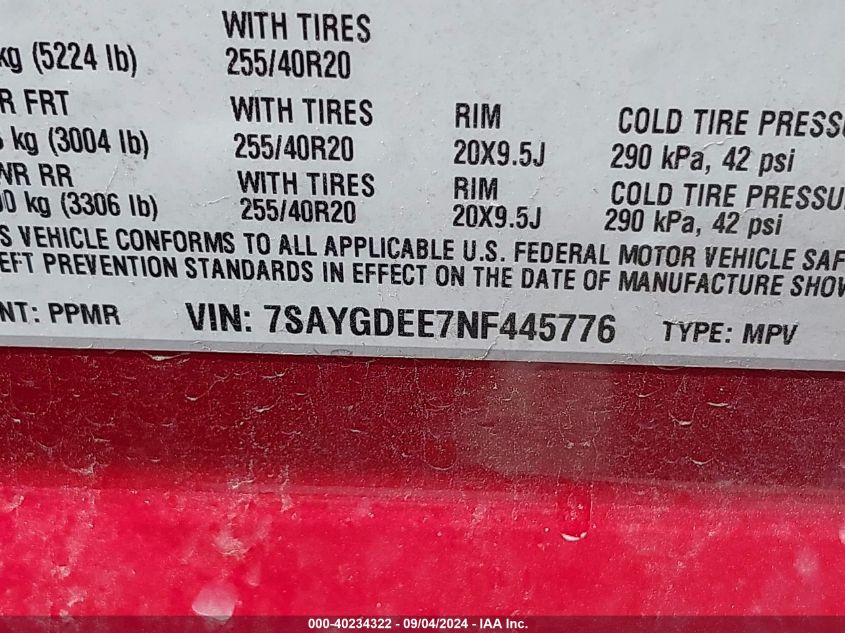 WITH TIRES
kg (5224 lb) 255/40R20
R FRT WITH TIRES RIM COLD TIRE PRESSU
kg (3004 lb) 255/40R20 20X9.5J 290 kPa, 42 psi
WR RR WITH TIRES RIM COLD TIRE PRESSU
0 kg (3306 lb) 255/40R20 20X9.5J 290 kPa, 42 psi
S VEHICLE CONFORMS TO ALL APPLICABLE U.S. FEDERAL MOTOR VEHICLE SAF
EFT PREVENTION STANDARDS IN EFFECT ON THE DATE OF MANUFACTURE SHOW
NT: PPMR VIN: 7SAYGDEE7NF445776 TYPE: MPV
000-40234322 - 09/04/2024 - IAA Inc.